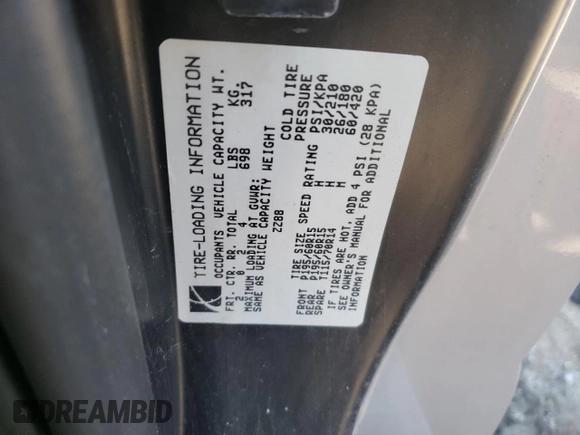 TIRE-LOADING INFORMATION
OCCUPANTS VEHICLE CAPACITY WT.
FRT. CTR. RR. TOTAL LBS KG.
2 0 2 4 698 317
MAXIMUM LOADING AT GVWR:
SAME AS VEHICLE CAPACITY WEIGHT
2288
COLD TIRE
TIRE SIZE SPEED RATING PRESSURE PSI/KPA
FRONT P195/60R15 H 30/210
REAR P195/60R15 H 26/180
SPARE T115/70R14 M 60/420
IF TIRES ARE HOT, ADD 4 PSI (28 KPA)
SEE OWNER'S MANUAL FOR ADDITIONAL
INFORMATION
DREAMBID